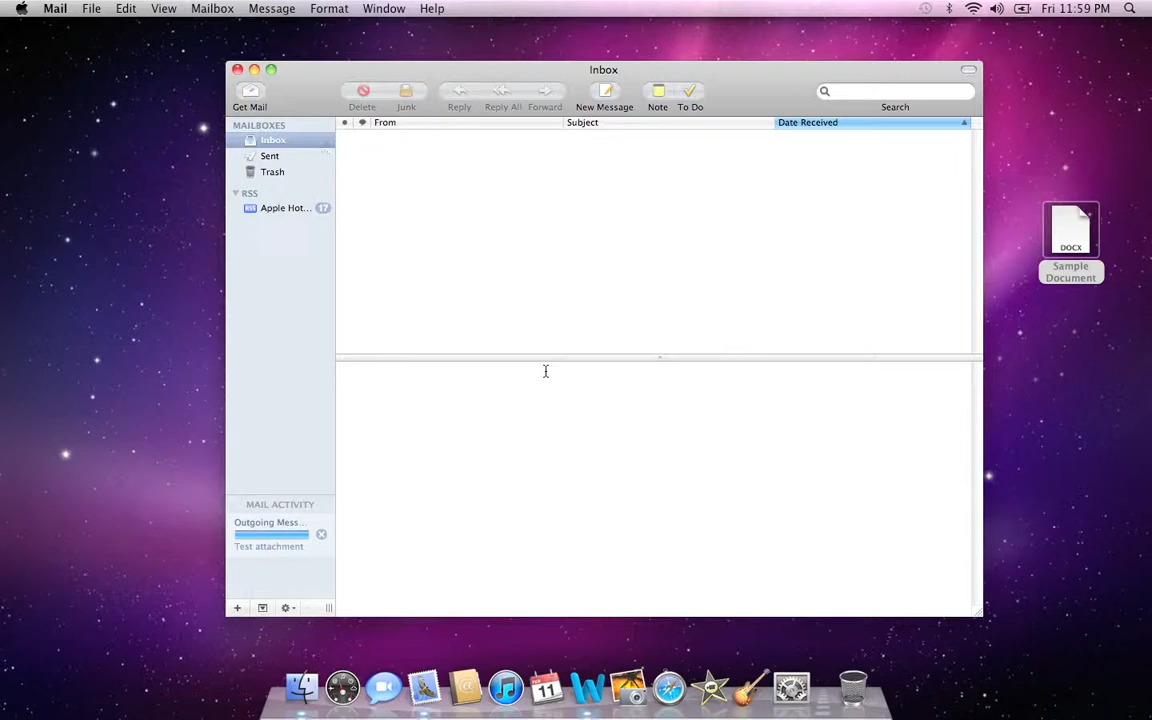 Mail File Edit View Mailbox Message Format Window Help Fri 11:59 PM
Inbox
Get Mail Delete Junk Reply Reply All Forward New Message Note To Do Search
MAILBOXES From Subject Date Received
Inbox
Sent
Trash
RSS
RSS Apple Hot... 17
DOCX
Sample
Document
MAIL ACTIVITY
Outgoing Mess...
Test attachment
11